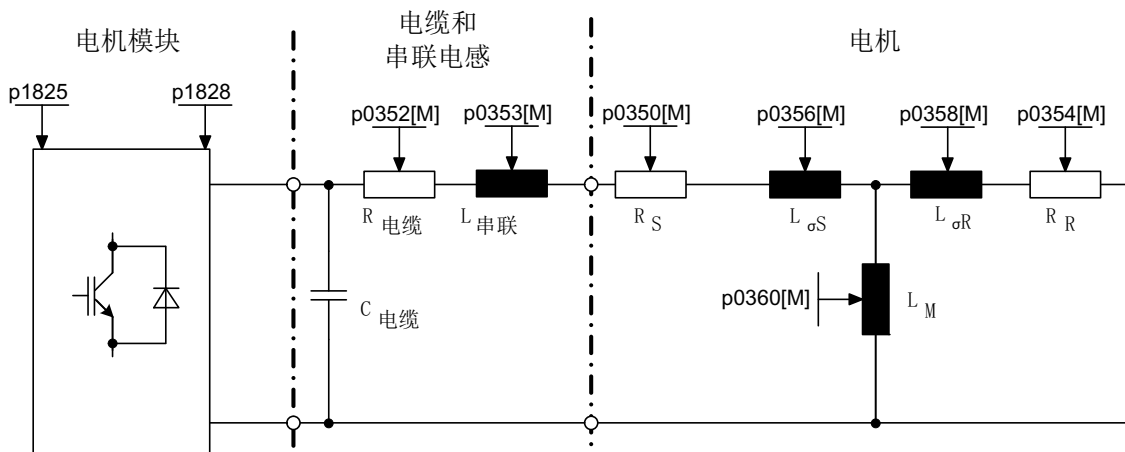 电机模块
电缆和
串联电感
电机
p1825
p1828
p0352[M]
p0353[M]
p0350[M]
p0356[M]
p0358[M]
p0354[M]
R 电缆
L 串联
R S
L σS
L σR
R R
C 电缆
p0360[M]
L M